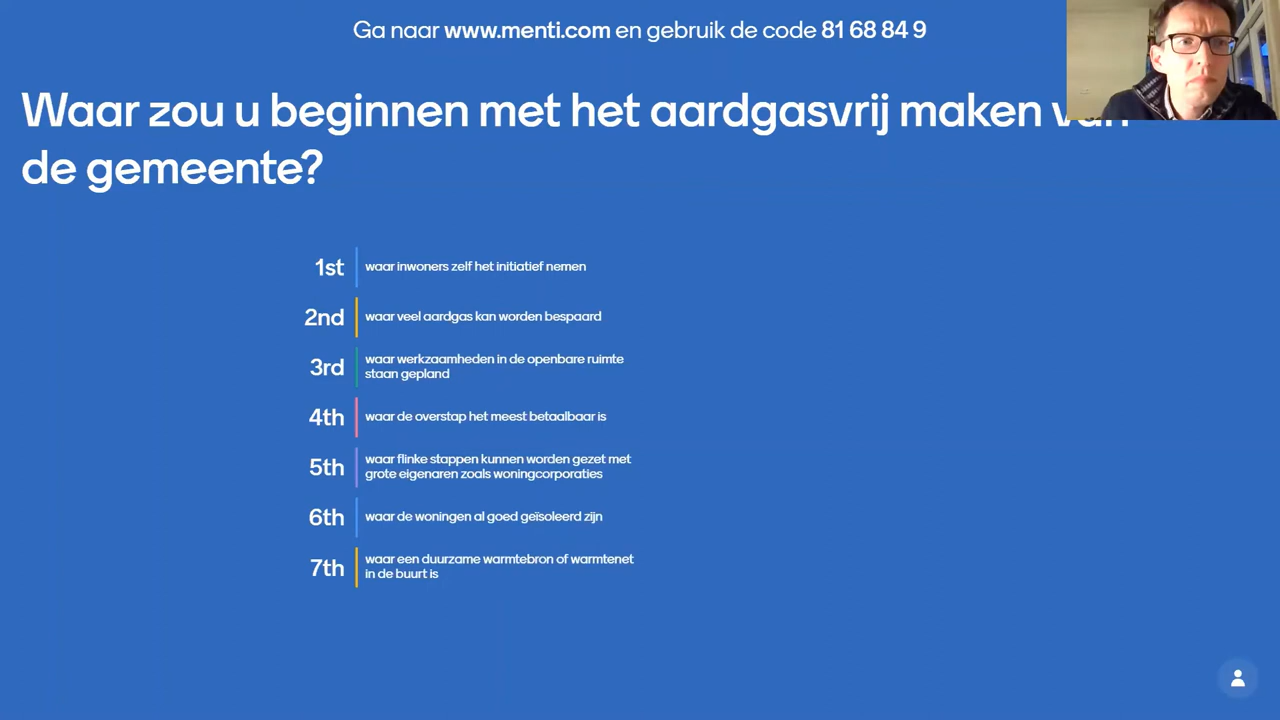 Ga naar www.menti.com en gebruik de code 81 68 84 9
Waar zou u beginnen met het aardgasvrij maken van
de gemeente?
1st waar inwoners zelf het initiatief nemen
2nd waar veel aardgas kan worden bespaard
3rd waar werkzaamheden in de openbare ruimte
staan gepland
4th waar de overstap het meest betaalbaar is
5th waar flinke stappen kunnen worden gezet met
grote eigenaren zoals woningcorporaties
6th waar de woningen al goed geïsoleerd zijn
7th waar een duurzame warmtebron of warmtenet
in de buurt is